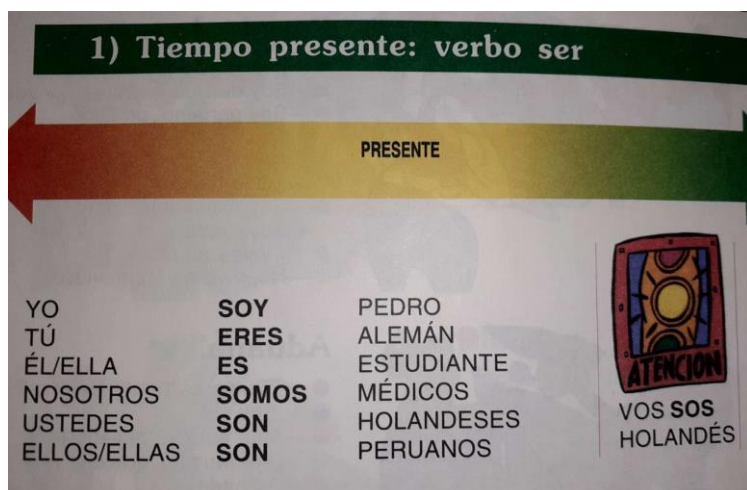 1) Tiempo presente: verbo ser
PRESENTE
YO SOY PEDRO
TÚ ERES ALEMÁN
ÉL/ELLA ES ESTUDIANTE
NOSOTROS SOMOS MÉDICOS
USTEDES SON HOLANDESES
ELLOS/ELLAS SON PERUANOS
ATENCION
VOS SOS
HOLANDÉS